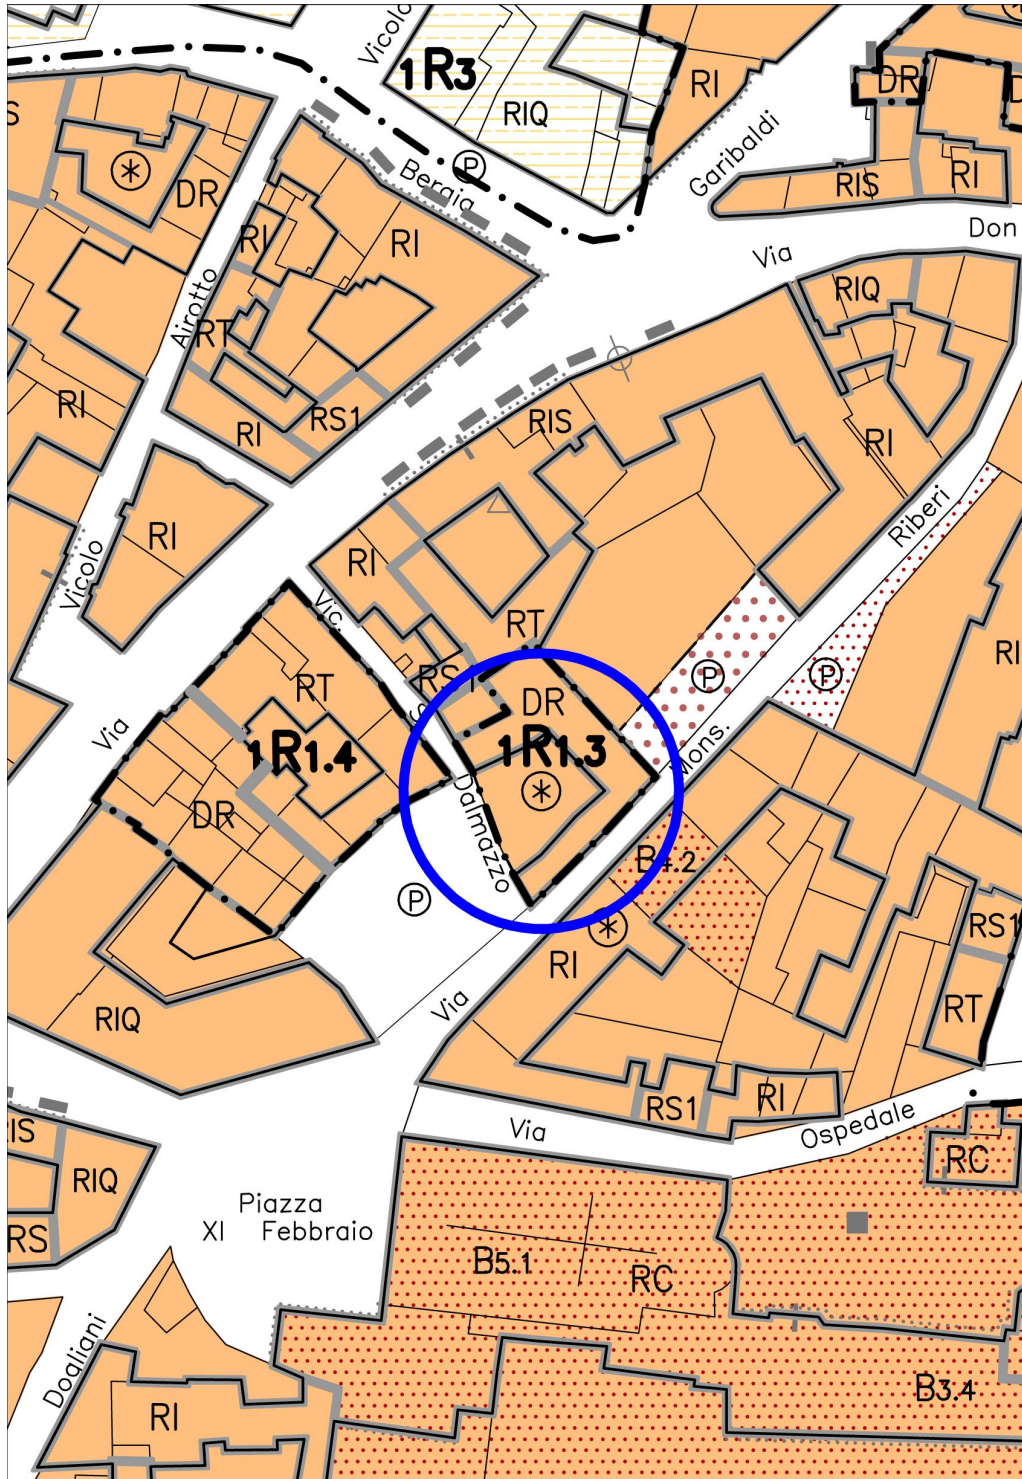 Vicolo
1R3
RI
DR
D
S
RIQ
P
Beraia
Garibaldi
DR
RIS
RI
RI
RI
Via
Don
Airotto
RT
RIQ
RI
RI
RS1
RIS
RI
RI
Riberi
Vicolo
RI
Vic.
RT
RI
RT
RS1
S.
DR
P
P
Via
1R1.4
1R1.3
Mons.
DR
Dalmazzo
B4.2
P
RI
RS1
RIQ
Via
RT
RS1
RI
Via
Ospedale
RIS
RIQ
RC
Piazza
XI Febbraio
RS
B5.1
RC
Dogliani
B3.4
RI